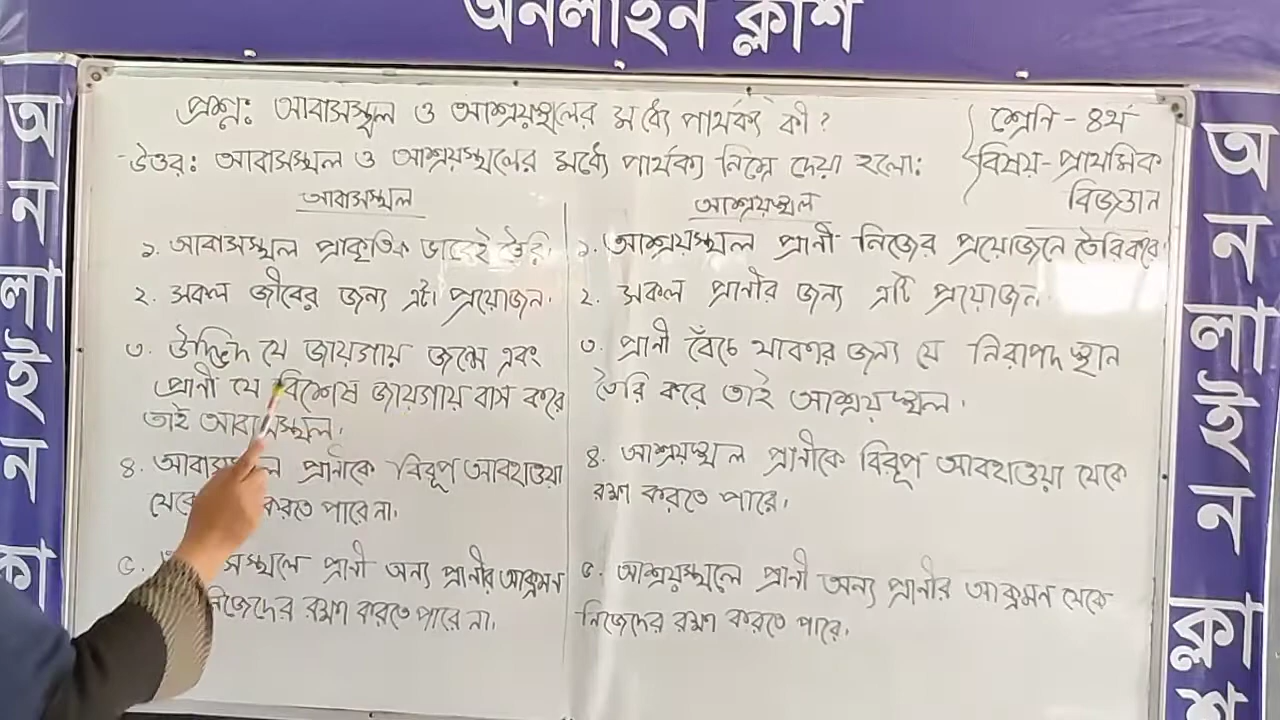 অনলাইন ক্লাশ
প্রশ্ন: আবাসস্থল ও আশ্রয়স্থলের মধ্যে পার্থক্য কী?
শ্রেনি - ৪র্থ
উত্তর: আবাসস্থল ও আশ্রয়স্থলের মধ্যে পার্থক্য নিম্নে দেয়া হলো:
বিষয় - প্রাথমিক
বিজ্ঞান
আবাসস্থল
১. আবাসস্থল প্রাকৃতিক ভাবেই তৈরি।
২. সকল জীবের জন্য এটা প্রয়োজন।
৩. উদ্ভিদ যে জায়গায় জন্মে এবং
প্রানী যে বিশেষ জায়গায় বাস করে
তাই আবাসস্থল।
৪. প্রানীকে বিরূপ আবহাওয়া
থেকে করতে পারে না।
৫. প্রানী অন্য প্রানীর আক্রমন
নিজেদের রক্ষা করতে পারে না।
আশ্রয়স্থল
১. আশ্রয়স্থল প্রানী নিজের প্রয়োজনে তৈরি করে।
২. সকল প্রানীর জন্য এটি প্রয়োজন।
৩. প্রানী বেঁচে থাকার জন্য যে নিরাপদ স্থান
তৈরি করে তাই আশ্রয়স্থল।
৪. আশ্রয়স্থল প্রানীকে বিরূপ আবহাওয়া থেকে
রক্ষা করতে পারে।
৫. আশ্রয়স্থলে প্রানী অন্য প্রানীর আক্রমন থেকে
নিজেদের রক্ষা করতে পারে।
অনলাইন ক্লা
অনলাইন ক্লাশ